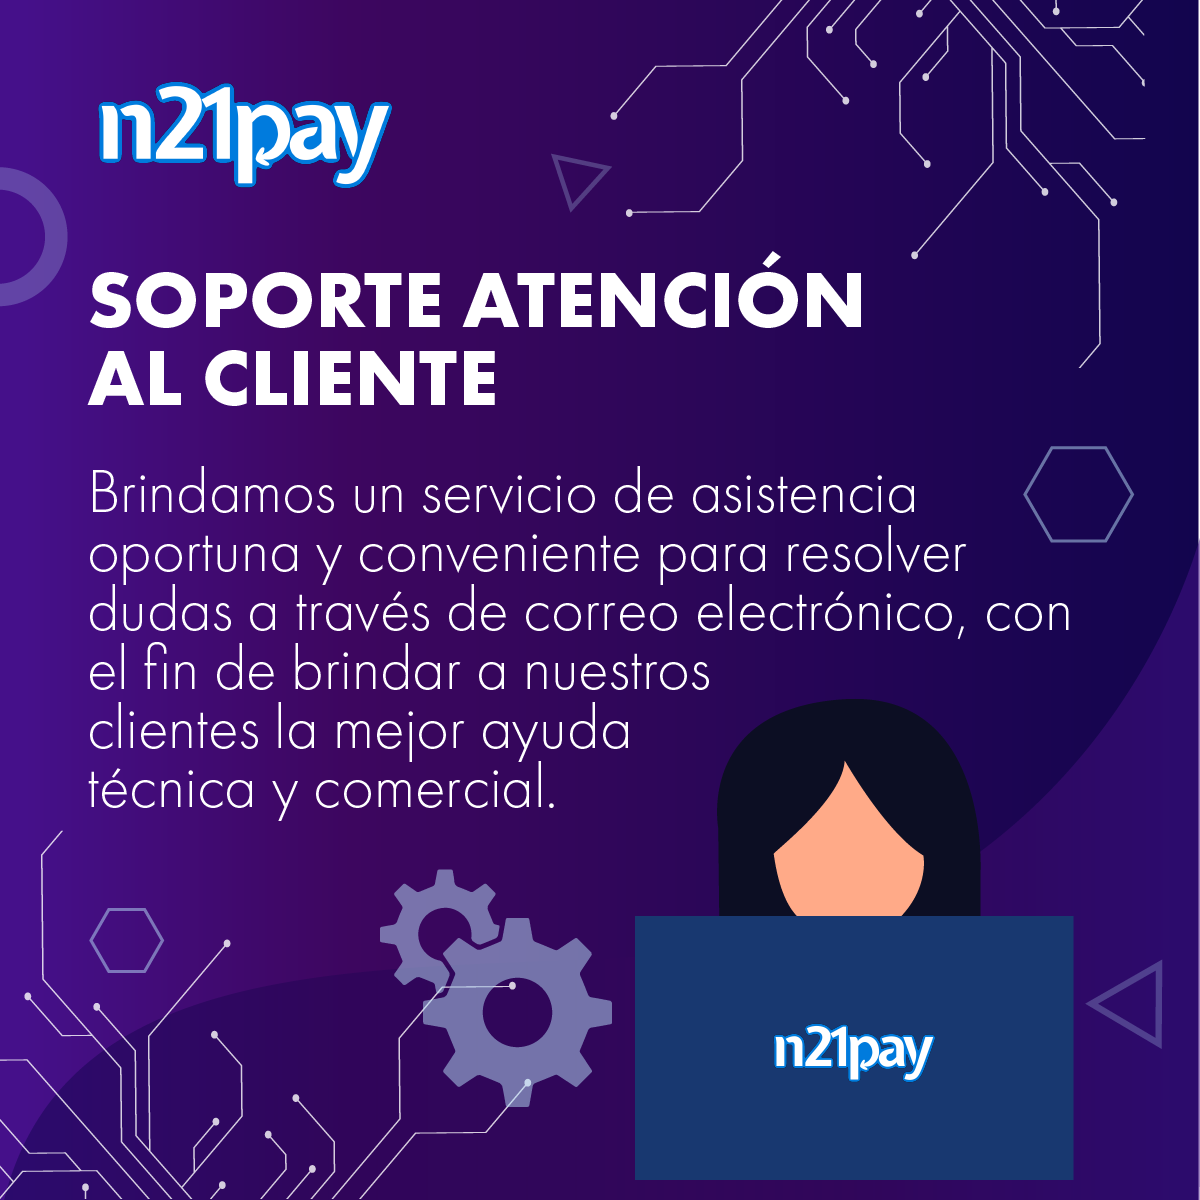 n21pay
SOPORTE ATENCIÓN
AL CLIENTE
Brindamos un servicio de asistencia
oportuna y conveniente para resolver
dudas a través de correo electrónico, con
el fin de brindar a nuestros
clientes la mejor ayuda
técnica y comercial.
n21pay